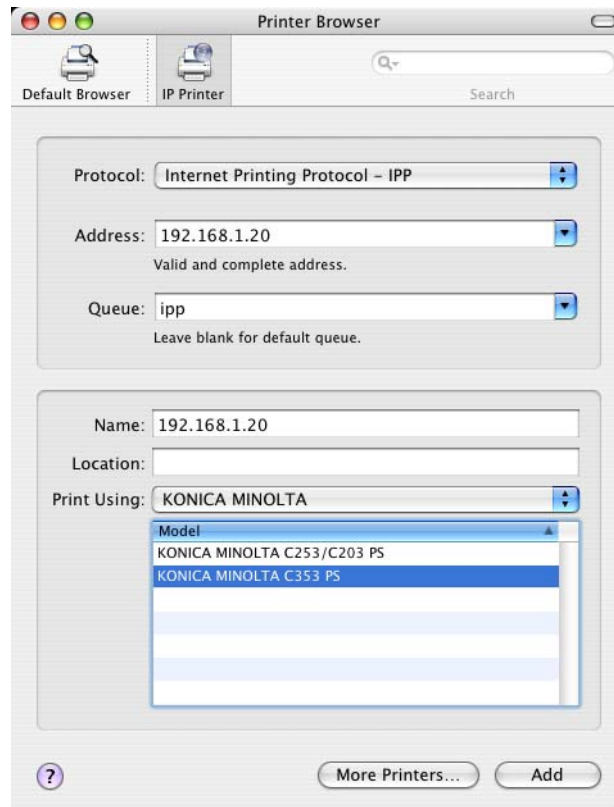 Printer Browser
Default Browser
IP Printer
Search
Protocol: Internet Printing Protocol – IPP
Address: 192.168.1.20
Valid and complete address.
Queue: ipp
Leave blank for default queue.
Name: 192.168.1.20
Location:
Print Using: KONICA MINOLTA
Model
KONICA MINOLTA C253/C203 PS
KONICA MINOLTA C353 PS
? More Printers... Add